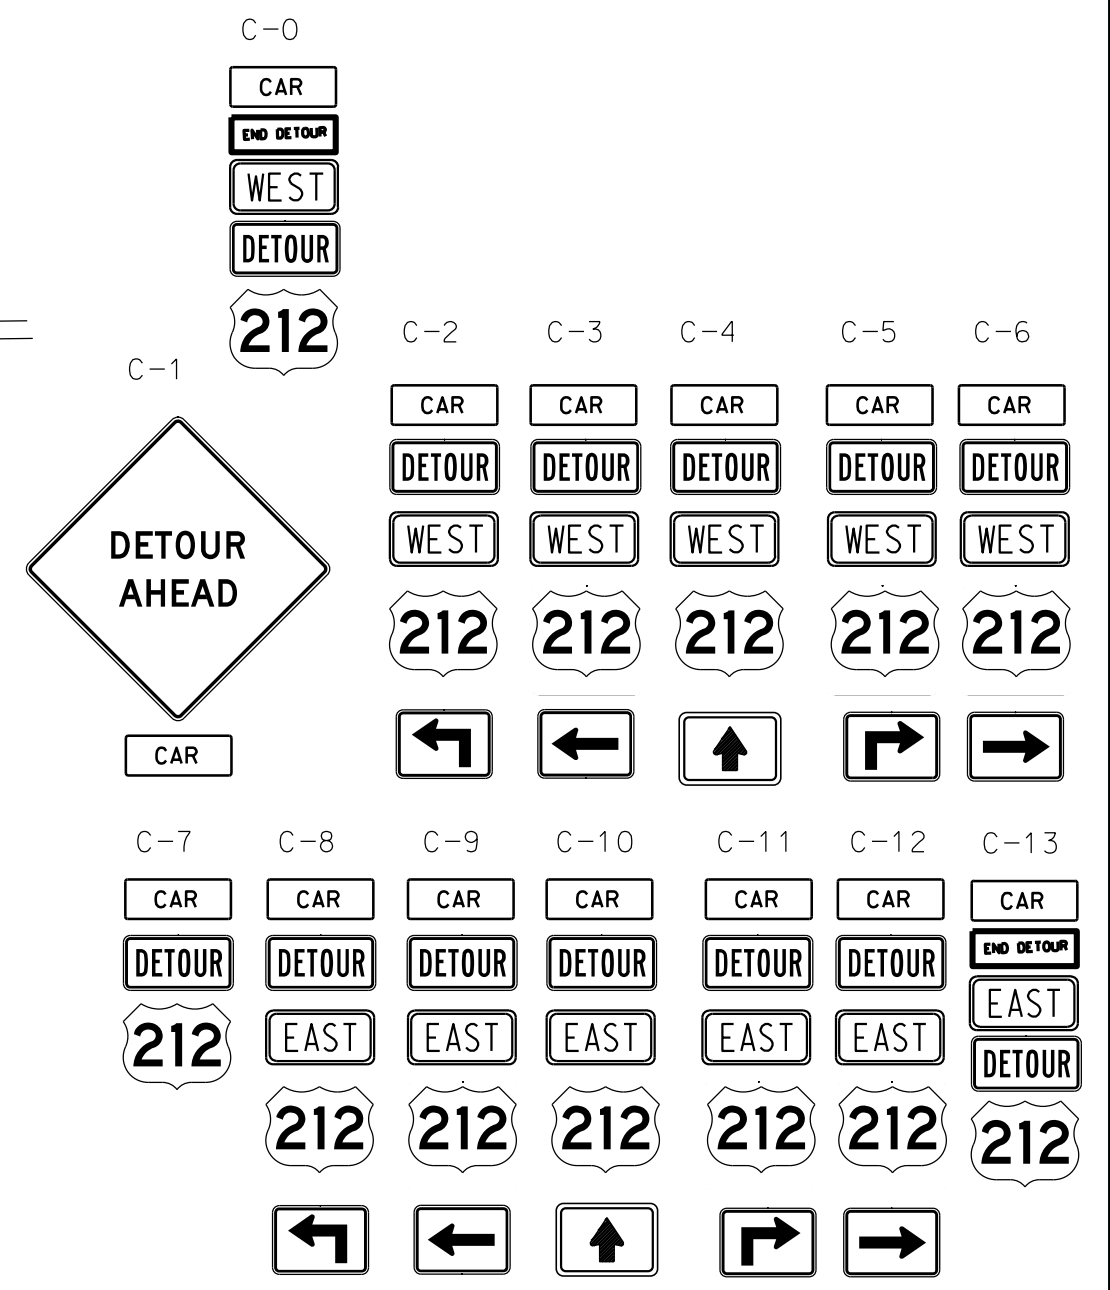 C-0
CAR
END DETOUR
WEST
DETOUR
212
C-1
DETOUR
AHEAD
CAR
C-2
CAR
DETOUR
WEST
212
C-3
CAR
DETOUR
WEST
212
C-4
CAR
DETOUR
WEST
212
C-5
CAR
DETOUR
WEST
212
C-6
CAR
DETOUR
WEST
212
C-7
CAR
DETOUR
212
C-8
CAR
DETOUR
EAST
212
C-9
CAR
DETOUR
EAST
212
C-10
CAR
DETOUR
EAST
212
C-11
CAR
DETOUR
EAST
212
C-12
CAR
DETOUR
EAST
212
C-13
CAR
END DETOUR
EAST
DETOUR
212